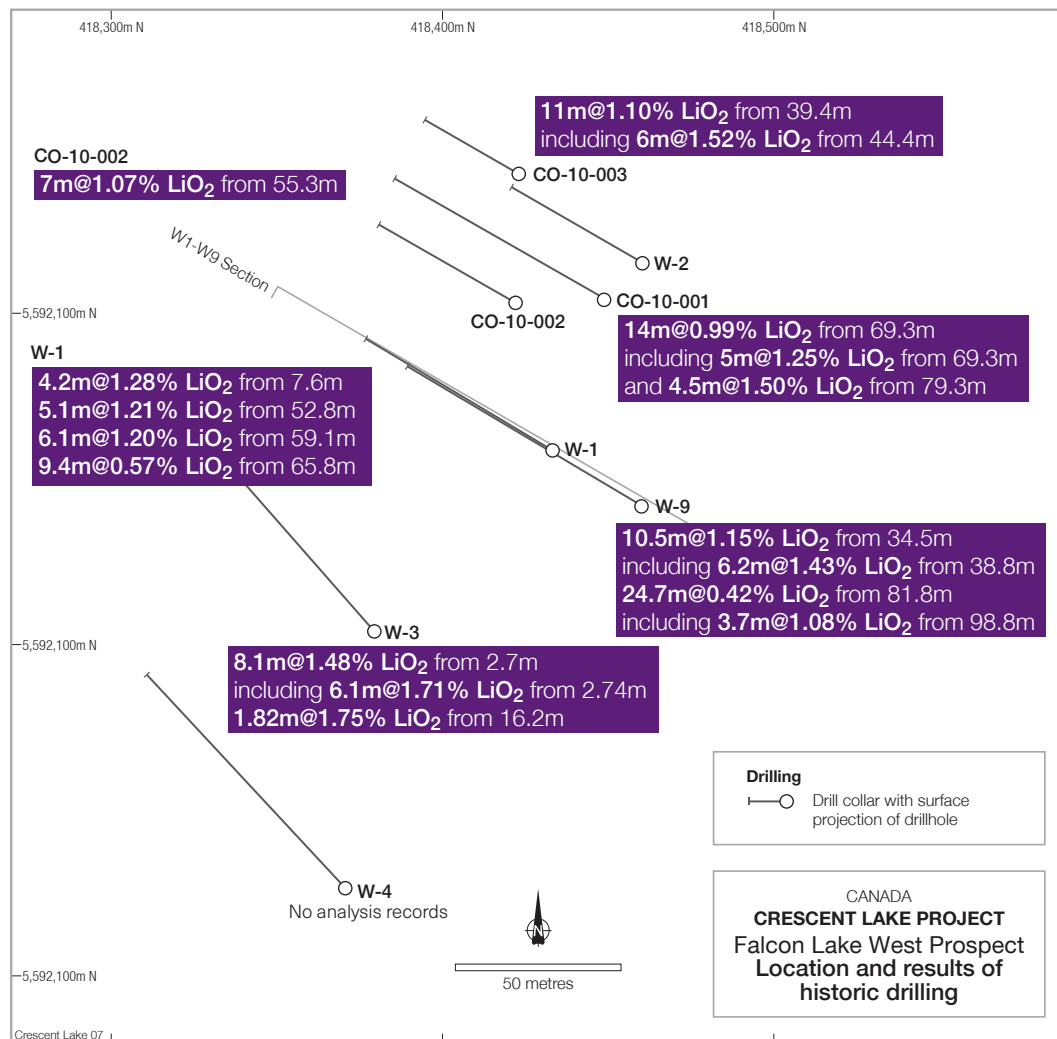 418,300m N
418,400m N
418,500m N
11m@1.10% LiO2 from 39.4m
including 6m@1.52% LiO2 from 44.4m
CO-10-002
7m@1.07% LiO2 from 55.3m
CO-10-003
W1-W9 Section
W-2
CO-10-001
CO-10-002
5,592,100m N
14m@0.99% LiO2 from 69.3m
including 5m@1.25% LiO2 from 69.3m
and 4.5m@1.50% LiO2 from 79.3m
W-1
4.2m@1.28% LiO2 from 7.6m
5.1m@1.21% LiO2 from 52.8m
6.1m@1.20% LiO2 from 59.1m
9.4m@0.57% LiO2 from 65.8m
W-1
W-9
10.5m@1.15% LiO2 from 34.5m
including 6.2m@1.43% LiO2 from 38.8m
24.7m@0.42% LiO2 from 81.8m
including 3.7m@1.08% LiO2 from 98.8m
W-3
5,592,100m N
8.1m@1.48% LiO2 from 2.7m
including 6.1m@1.71% LiO2 from 2.74m
1.82m@1.75% LiO2 from 16.2m
Drilling
Drill collar with surface
projection of drillhole
W-4
No analysis records
N
50 metres
5,592,100m N
CANADA
CRESCENT LAKE PROJECT
Falcon Lake West Prospect
Location and results of
historic drilling
Crescent Lake 07